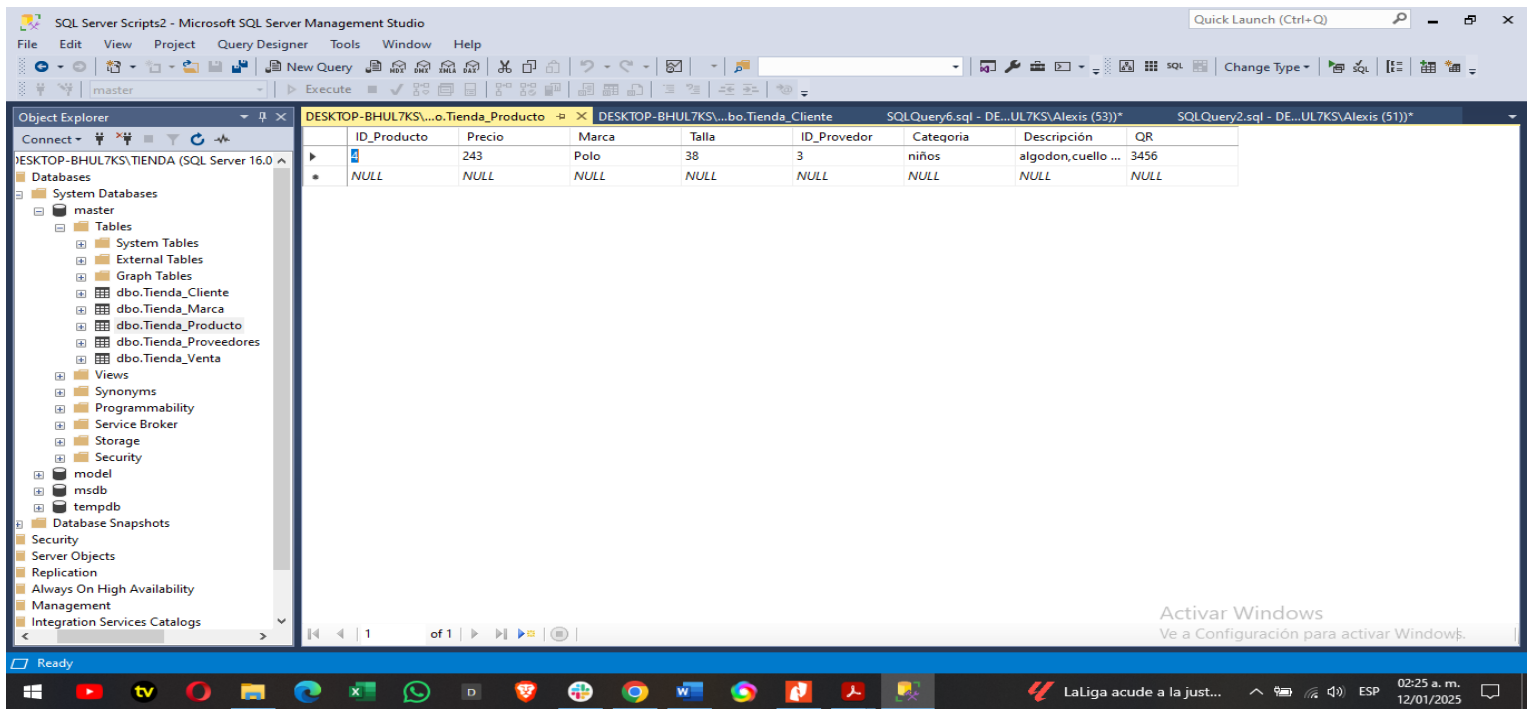 SQL Server Scripts2 - Microsoft SQL Server Management Studio
Quick Launch (Ctrl+Q)
File Edit View Project Query Designer Tools Window Help
New Query MDX DMX XMLA DAX SQL Change Type
master Execute
Object Explorer
Connect
DESKTOP-BHUL7KS\...o.Tienda_Producto DESKTOP-BHUL7KS\...bo.Tienda_Cliente SQLQuery6.sql - DE...UL7KS\Alexis (53))* SQLQuery2.sql - DE...UL7KS\Alexis (51))*
ID_Producto Precio Marca Talla ID_Provedor Categoria Descripción QR
4 243 Polo 38 3 niños algodon,cuello ... 3456
NULL NULL NULL NULL NULL NULL NULL NULL
ESKTOP-BHUL7KS\TIENDA (SQL Server 16.0
Databases
System Databases
master
Tables
System Tables
External Tables
Graph Tables
dbo.Tienda_Cliente
dbo.Tienda_Marca
dbo.Tienda_Producto
dbo.Tienda_Proveedores
dbo.Tienda_Venta
Views
Synonyms
Programmability
Service Broker
Storage
Security
model
msdb
tempdb
Database Snapshots
Security
Server Objects
Replication
Always On High Availability
Management
Integration Services Catalogs
1 of 1
Activar Windows
Ve a Configuración para activar Windows.
Ready
tv D LaLiga acude a la just... ESP 02:25 a. m.
12/01/2025